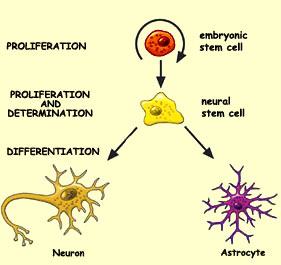 PROLIFERATION
embryonic
stem cell
PROLIFERATION
AND
DETERMINATION
neural
stem cell
DIFFERENTIATION
Neuron
Astrocyte